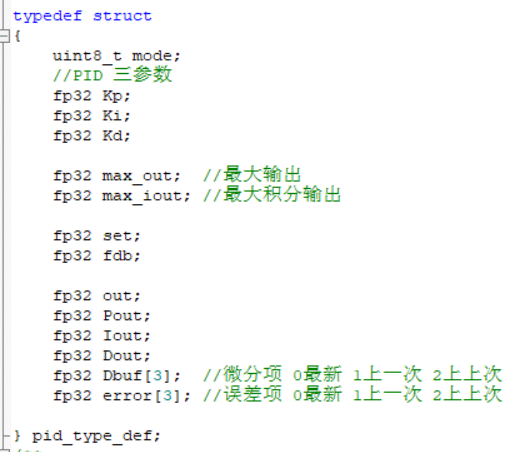 typedef struct
{
    uint8_t mode;
    //PID 三参数
    fp32 Kp;
    fp32 Ki;
    fp32 Kd;

    fp32 max_out;  //最大输出
    fp32 max_iout; //最大积分输出

    fp32 set;
    fp32 fdb;

    fp32 out;
    fp32 Pout;
    fp32 Iout;
    fp32 Dout;
    fp32 Dbuf[3];  //微分项 0最新 1上一次 2上上次
    fp32 error[3]; //误差项 0最新 1上一次 2上上次

} pid_type_def;